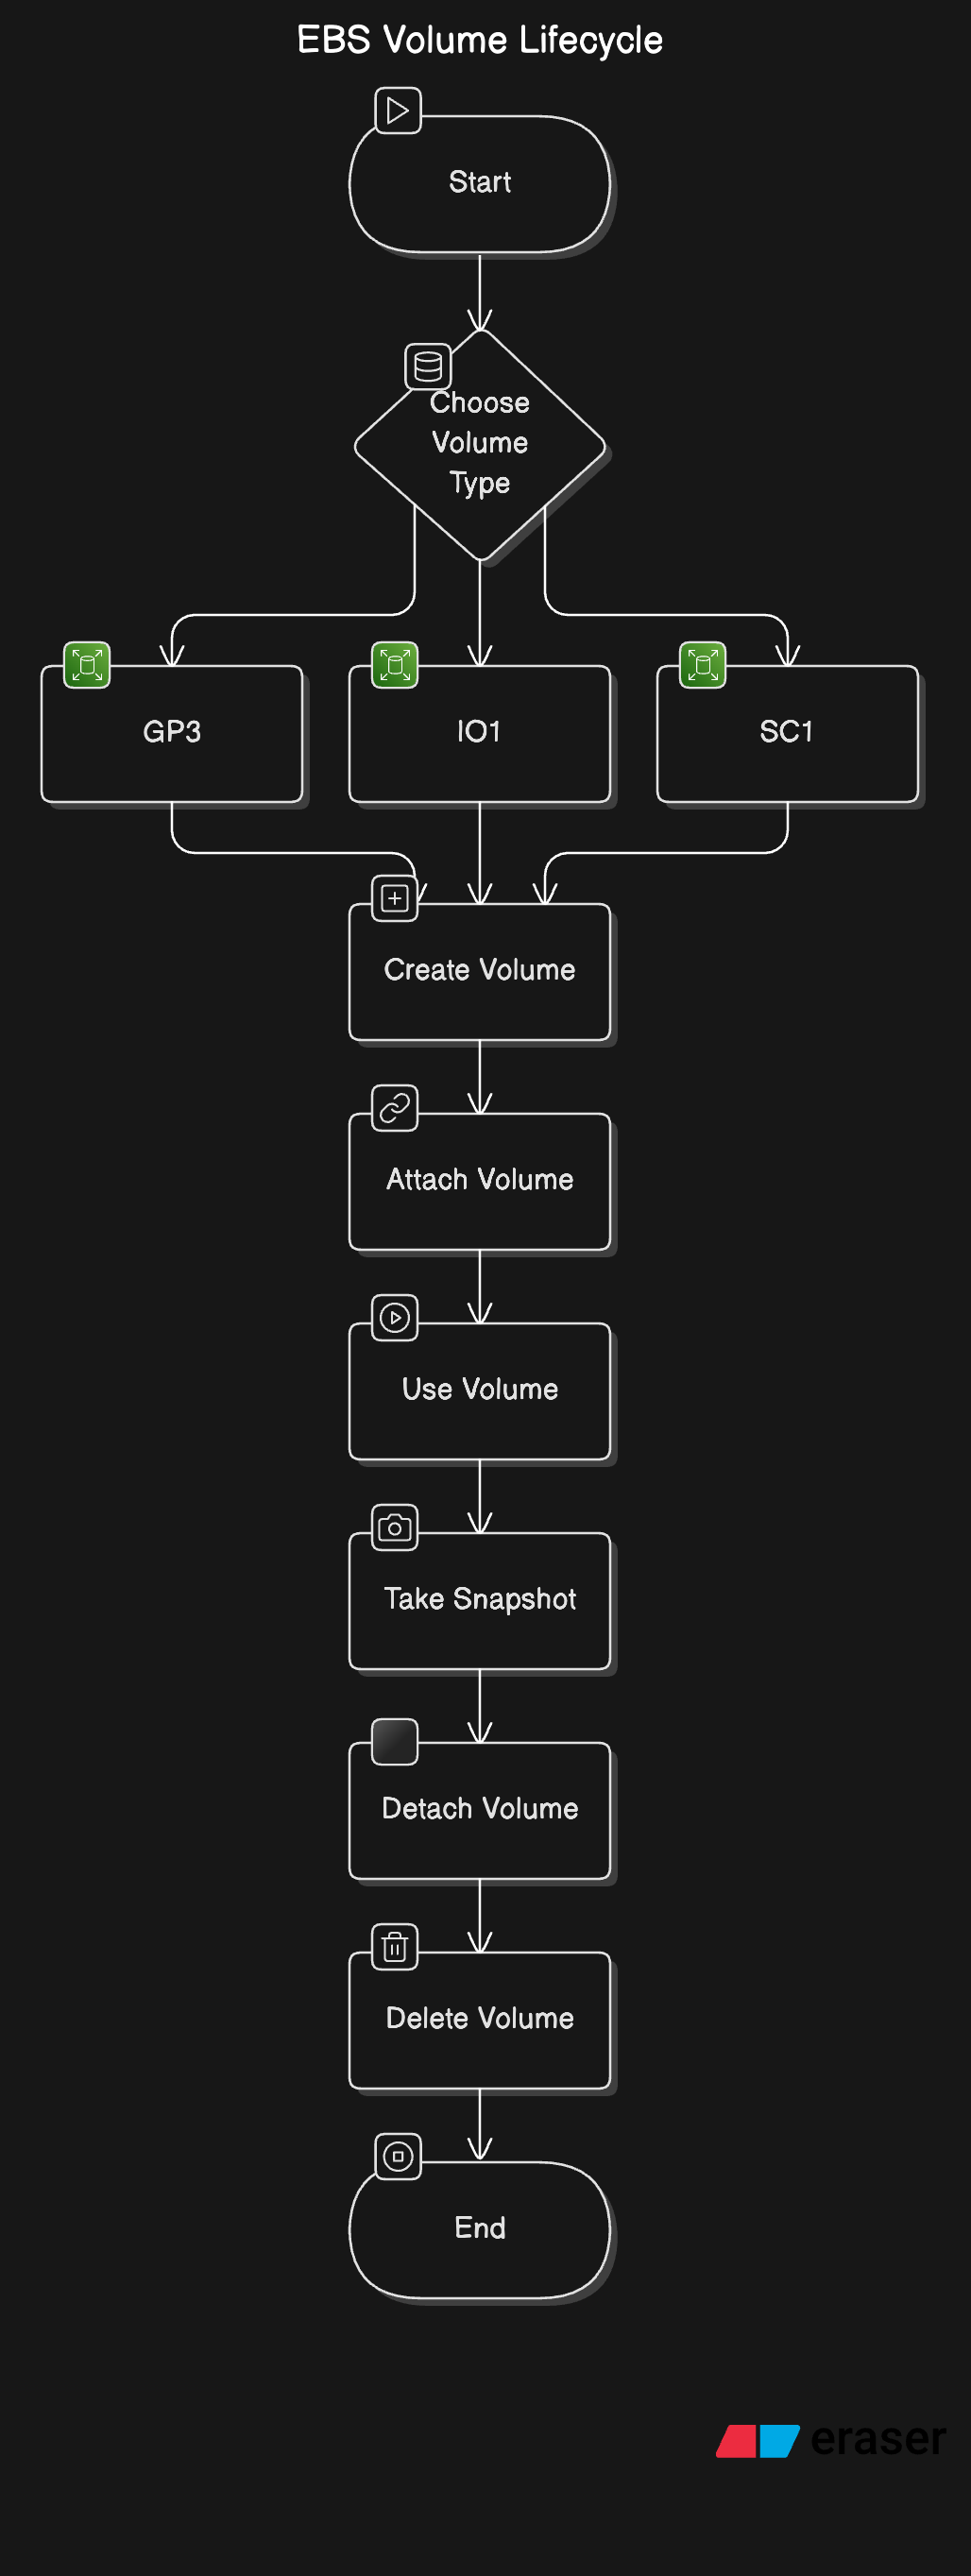 EBS Volume Lifecycle
Start
Choose
Volume
Type
GP3
IO1
SC1
Create Volume
Attach Volume
Use Volume
Take Snapshot
Detach Volume
Delete Volume
End
eraser